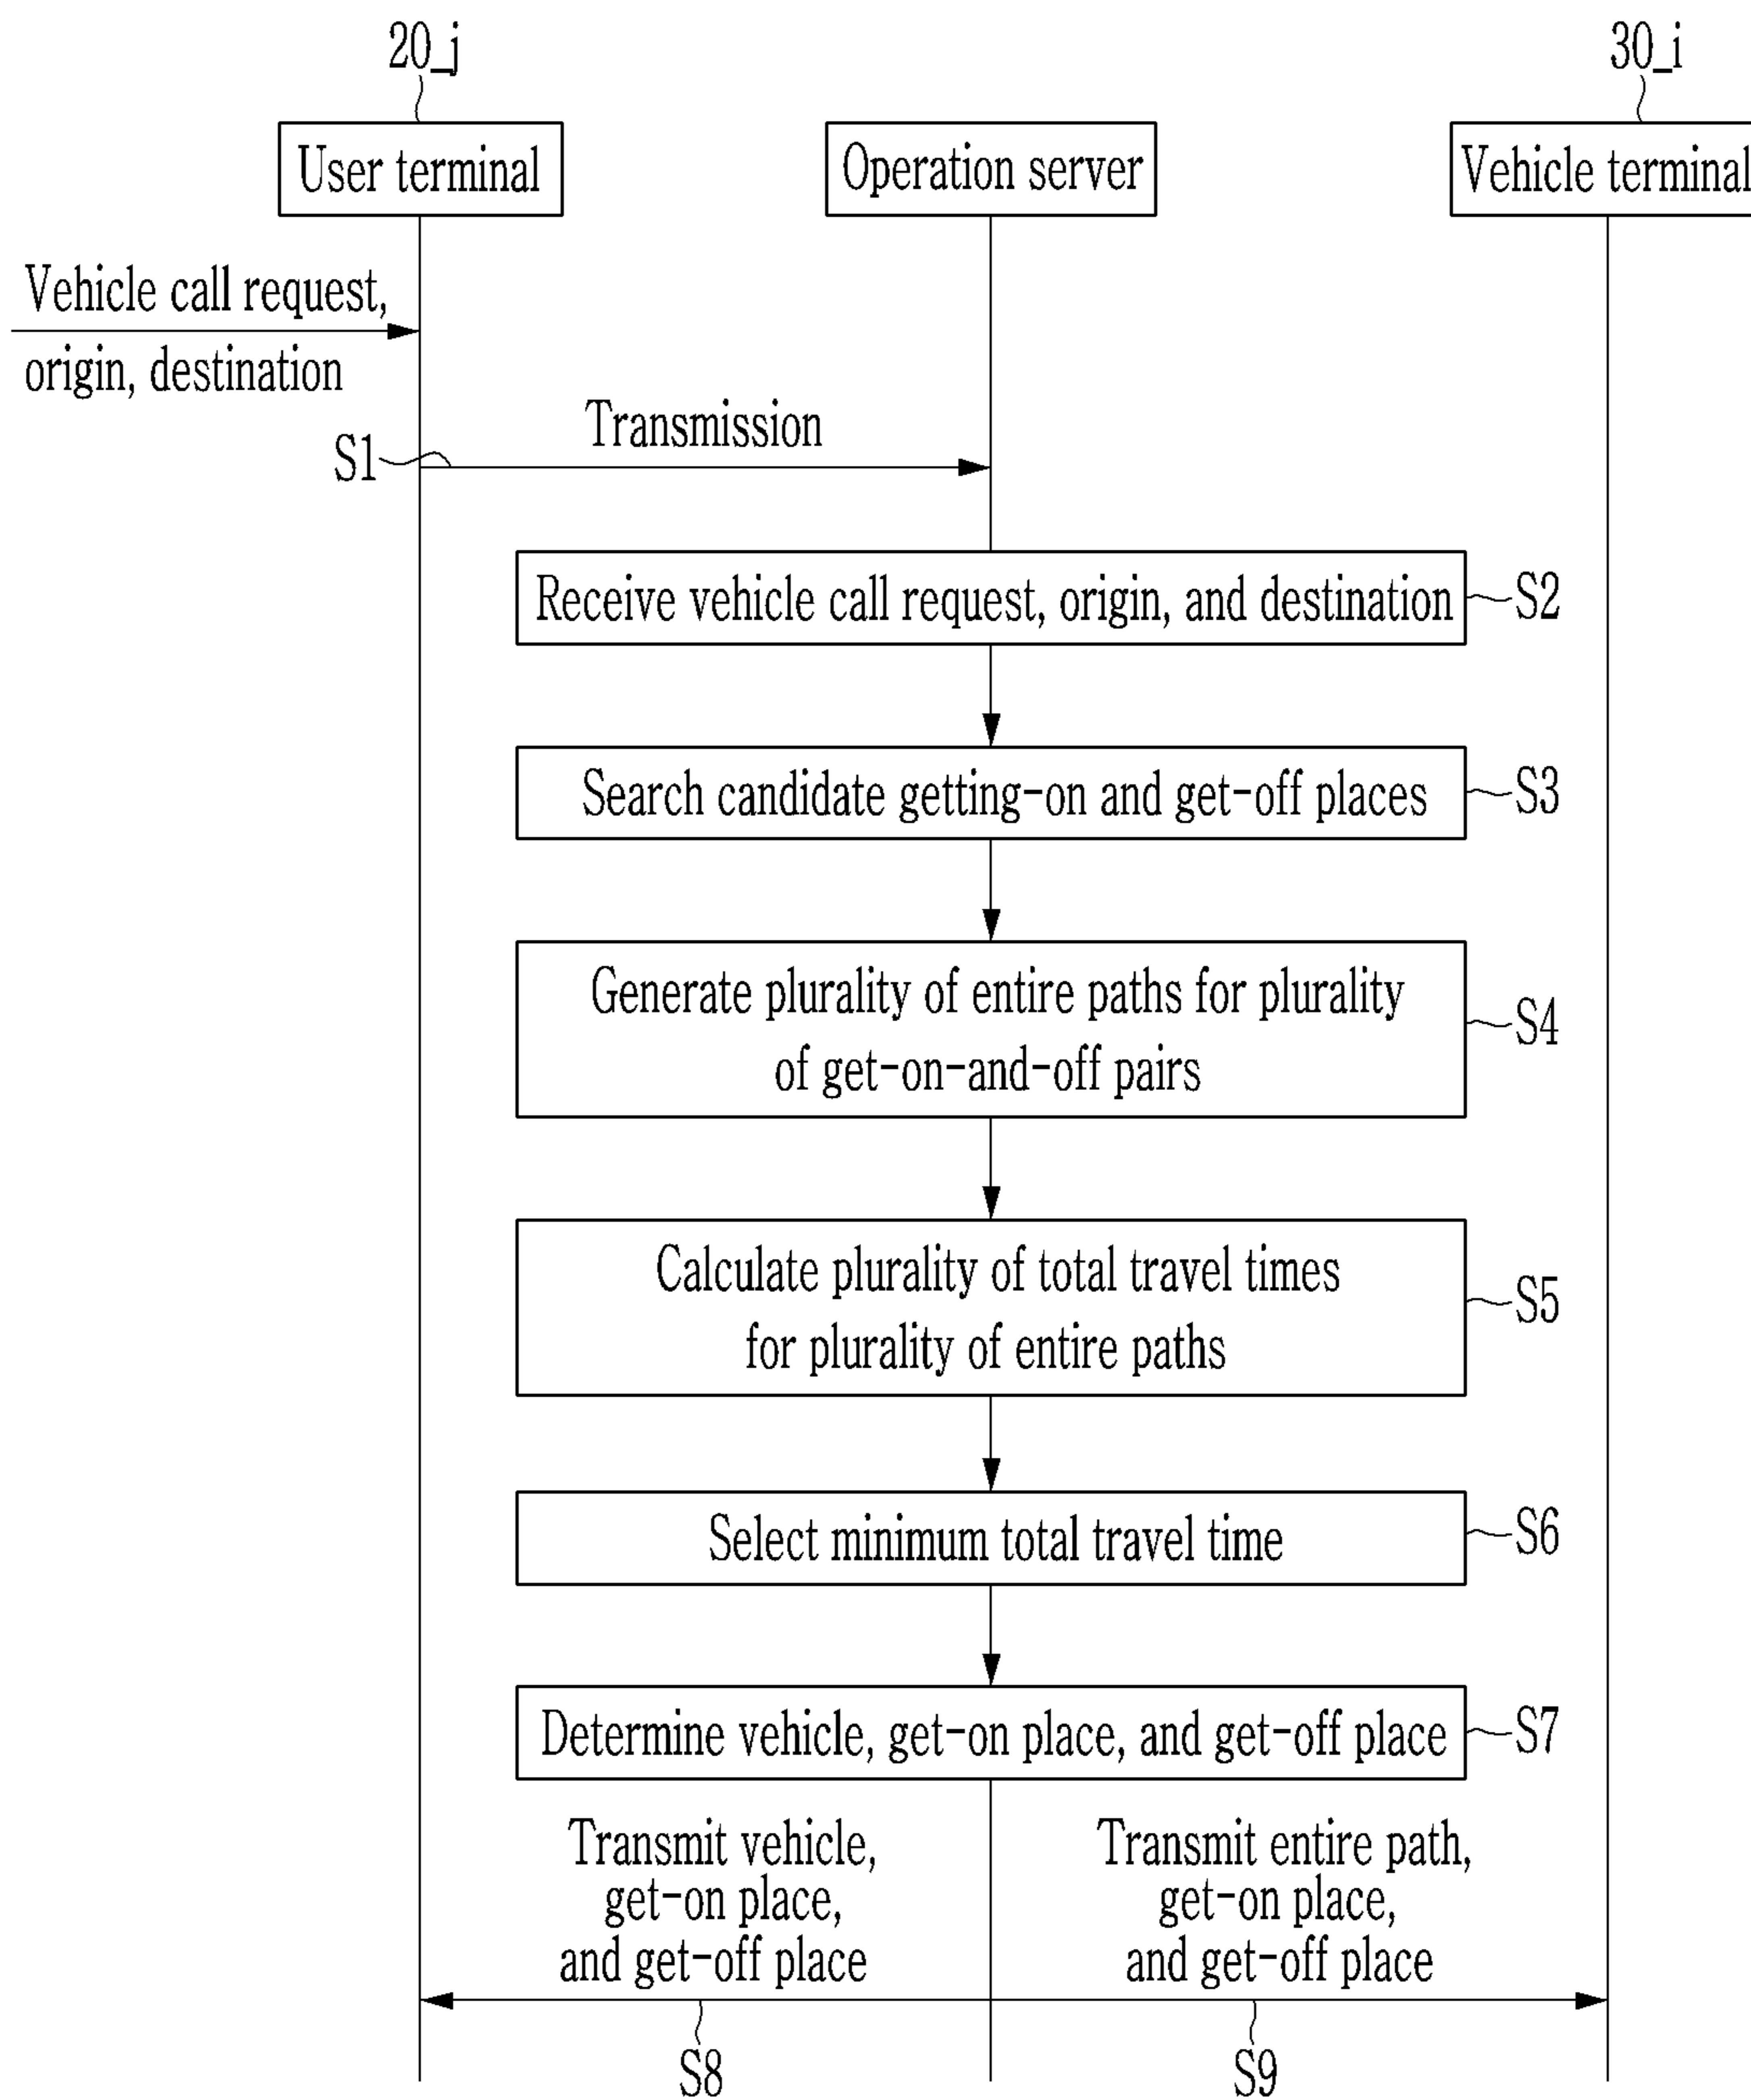 20_j
30_i
User terminal
Operation server
Vehicle terminal
Vehicle call request,
origin, destination
Transmission
S1
Receive vehicle call request, origin, and destination
S2
Search candidate getting-on and get-off places
S3
Generate plurality of entire paths for plurality
of get-on-and-off pairs
S4
Calculate plurality of total travel times
for plurality of entire paths
S5
Select minimum total travel time
S6
Determine vehicle, get-on place, and get-off place
S7
Transmit vehicle,
get-on place,
and get-off place
Transmit entire path,
get-on place,
and get-off place
S8
S9